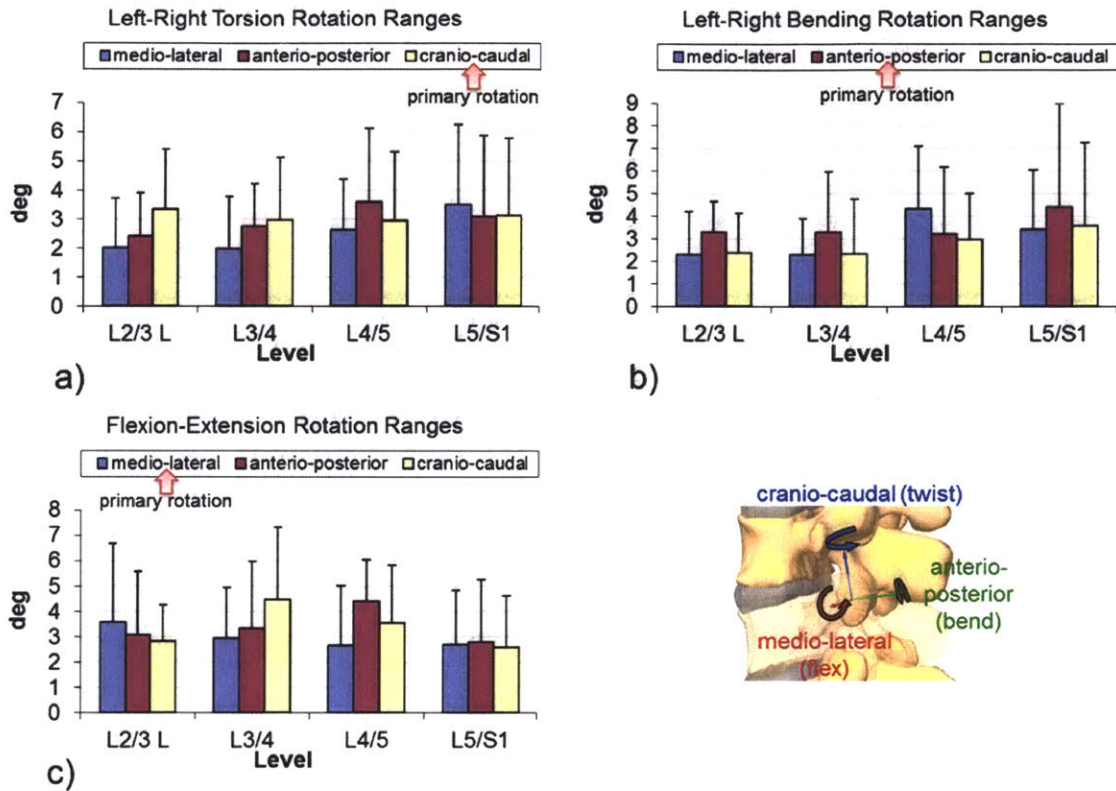 Left-Right Torsion Rotation Ranges
medio-lateral anterio-posterior cranio-caudal
primary rotation
7
6
5
4
3
2
1
0
deg
L2/3 L L3/4 L4/5 L5/S1
Level
a)
Left-Right Bending Rotation Ranges
medio-lateral anterio-posterior cranio-caudal
primary rotation
9
8
7
6
5
4
3
2
1
0
deg
L2/3 L L3/4 L4/5 L5/S1
Level
b)
Flexion-Extension Rotation Ranges
medio-lateral anterio-posterior cranio-caudal
primary rotation
8
7
6
5
4
3
2
1
0
deg
L2/3 L L3/4 L4/5 L5/S1
Level
c)
cranio-caudal (twist)
anterio-
posterior
(bend)
medio-lateral
(flex)